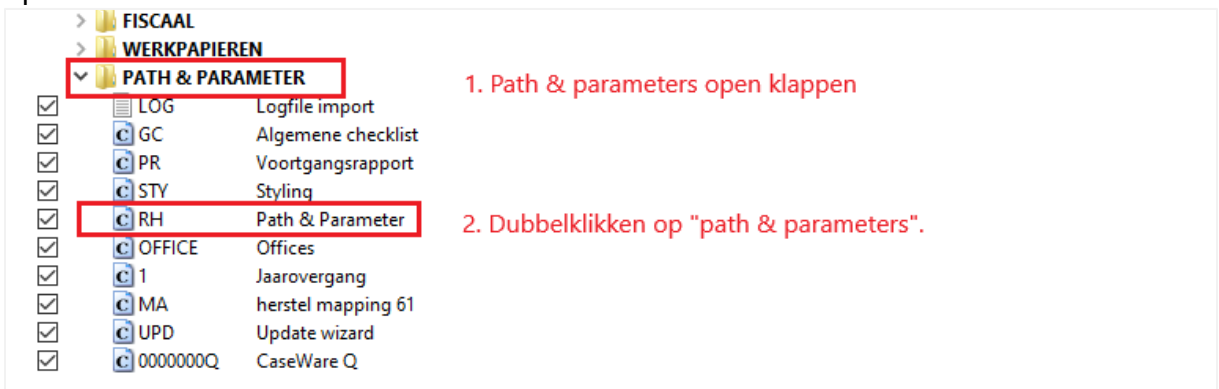 FISCAAL
WERKPAPIEREN
PATH & PARAMETER
1. Path & parameters open klappen
LOG Logfile import
GC Algemene checklist
PR Voortgangsrapport
STY Styling
RH Path & Parameter
2. Dubbelklikken op "path & parameters".
OFFICE Offices
1 Jaarovergang
MA herstel mapping 61
UPD Update wizard
0000000Q CaseWare Q